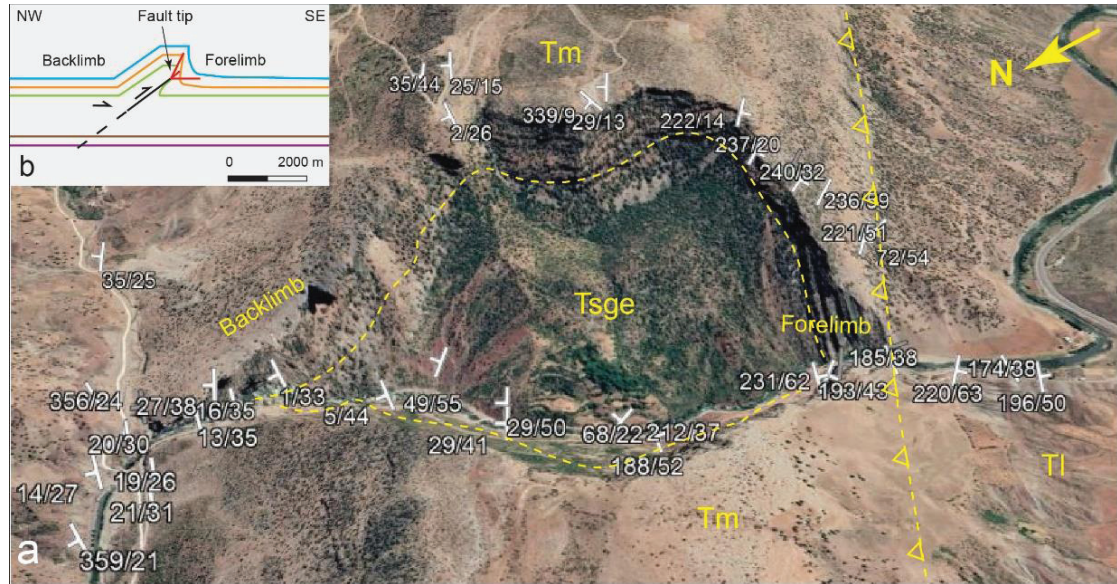 NW
Fault tip
SE
Backlimb
Forelimb
b
0
2000 m
N
Tm
35/44
25/15
339/9
29/13
2/26
222/14
237/20
240/32
236/39
221/51
72/54
35/25
Backlimb
Tsge
Forelimb
185/38
174/38
231/62
193/43
220/63
196/50
356/24
27/38
16/35
1/33
5/44
49/55
29/50
68/22
212/37
13/35
20/30
29/41
188/52
14/27
19/26
21/31
Tm
Tl
359/21
a